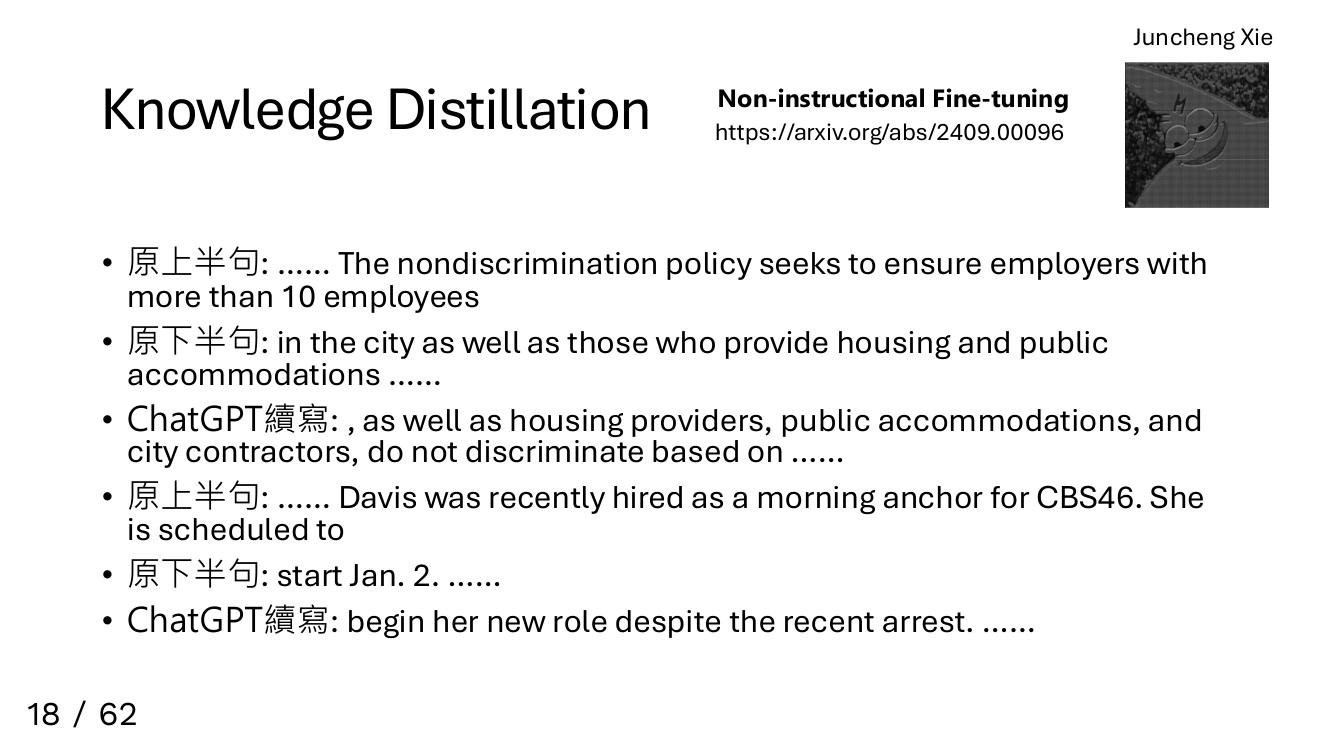 Juncheng Xie
Knowledge Distillation
Non-instructional Fine-tuning
https://arxiv.org/abs/2409.00096
• 原上半句: …… The nondiscrimination policy seeks to ensure employers with
more than 10 employees
• 原下半句: in the city as well as those who provide housing and public
accommodations ……
• ChatGPT續寫: , as well as housing providers, public accommodations, and
city contractors, do not discriminate based on ……
• 原上半句: …… Davis was recently hired as a morning anchor for CBS46. She
is scheduled to
• 原下半句: start Jan. 2. ……
• ChatGPT續寫: begin her new role despite the recent arrest. ……
18 / 62